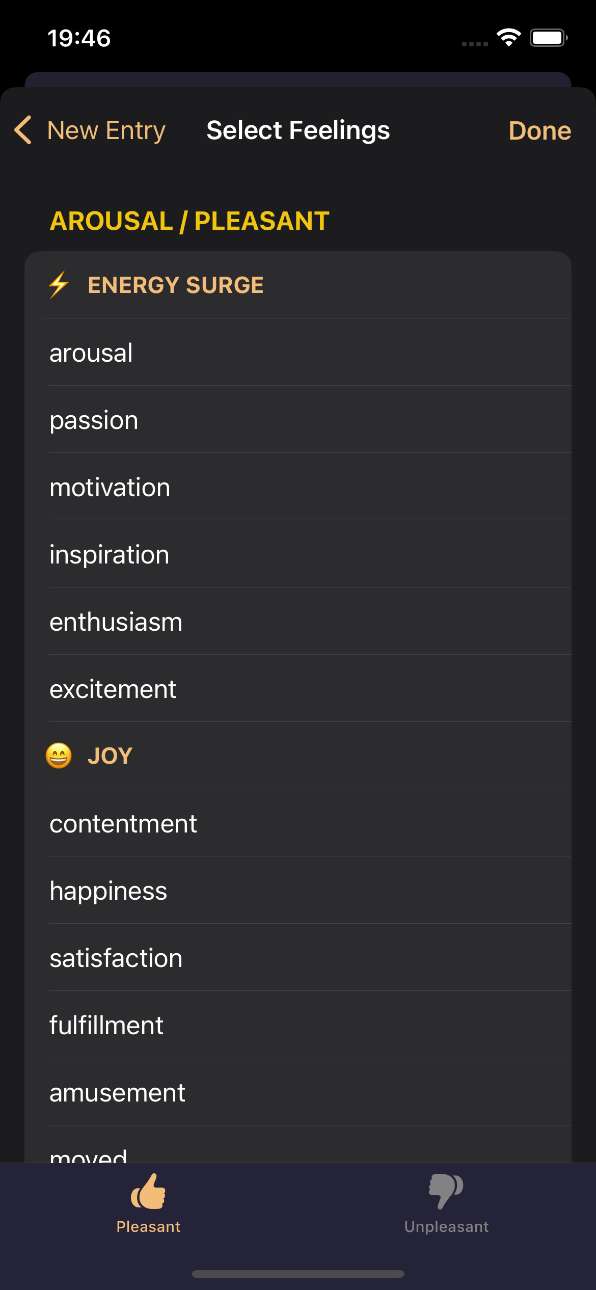 19:46
New Entry Select Feelings Done
AROUSAL / PLEASANT
ENERGY SURGE
arousal
passion
motivation
inspiration
enthusiasm
excitement
JOY
contentment
happiness
satisfaction
fulfillment
amusement
moved
Pleasant Unpleasant